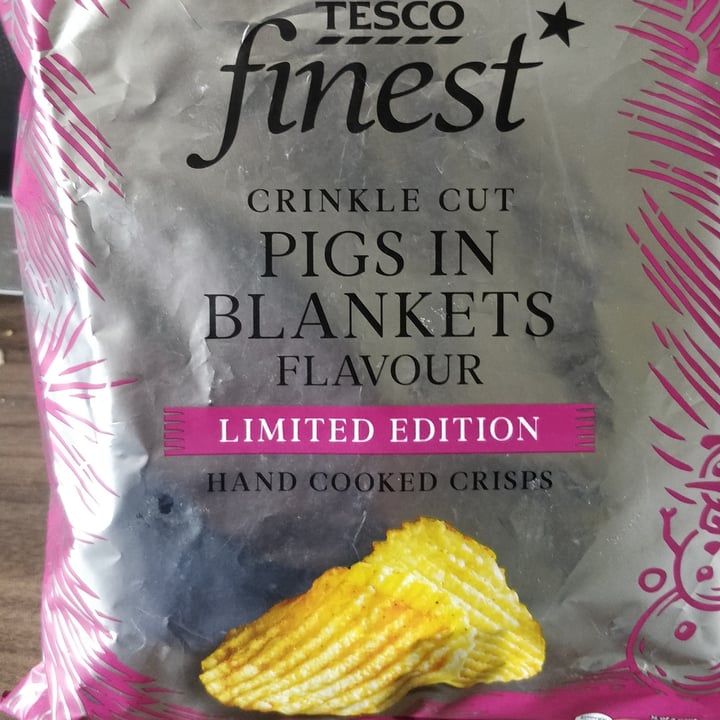 TESCO
finest
CRINKLE CUT
PIGS IN
BLANKETS
FLAVOUR
LIMITED EDITION
HAND COOKED CRISPS